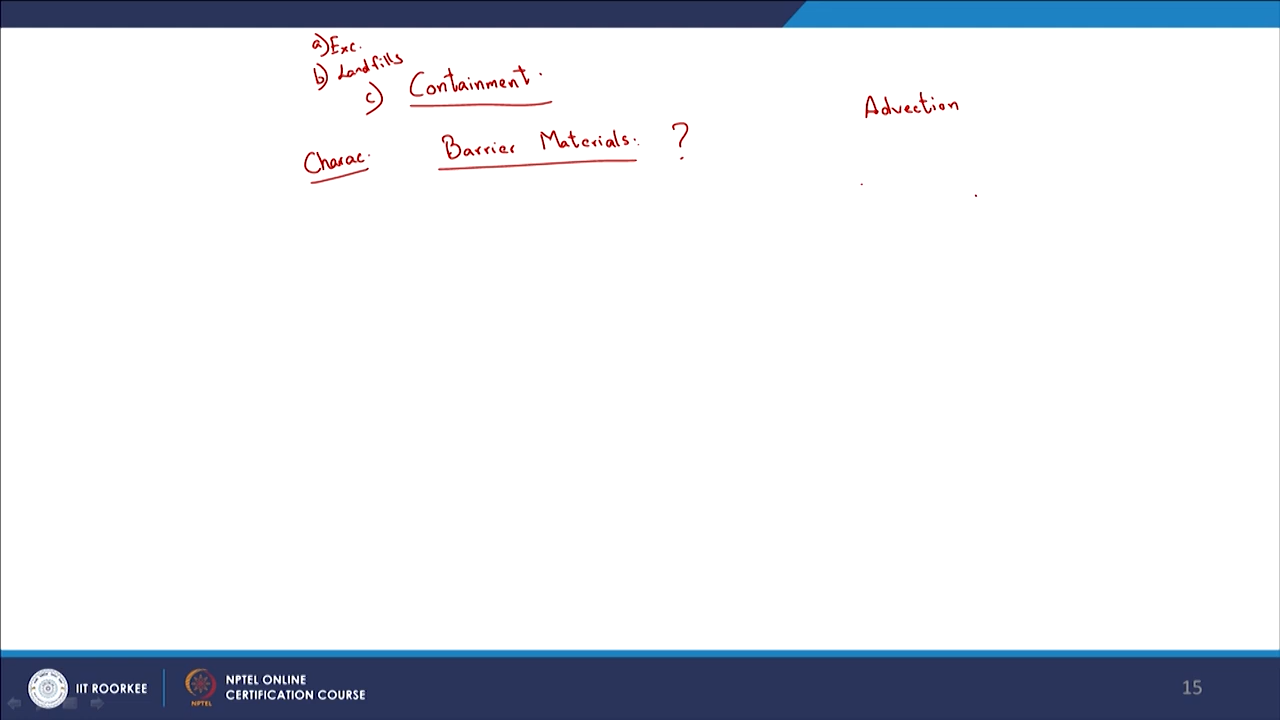 a) Exc.
b) Landfills
c) Containment.
Advection
Charac. Barrier Materials. ?
IIT ROORKEE
NPTEL ONLINE
CERTIFICATION COURSE
15